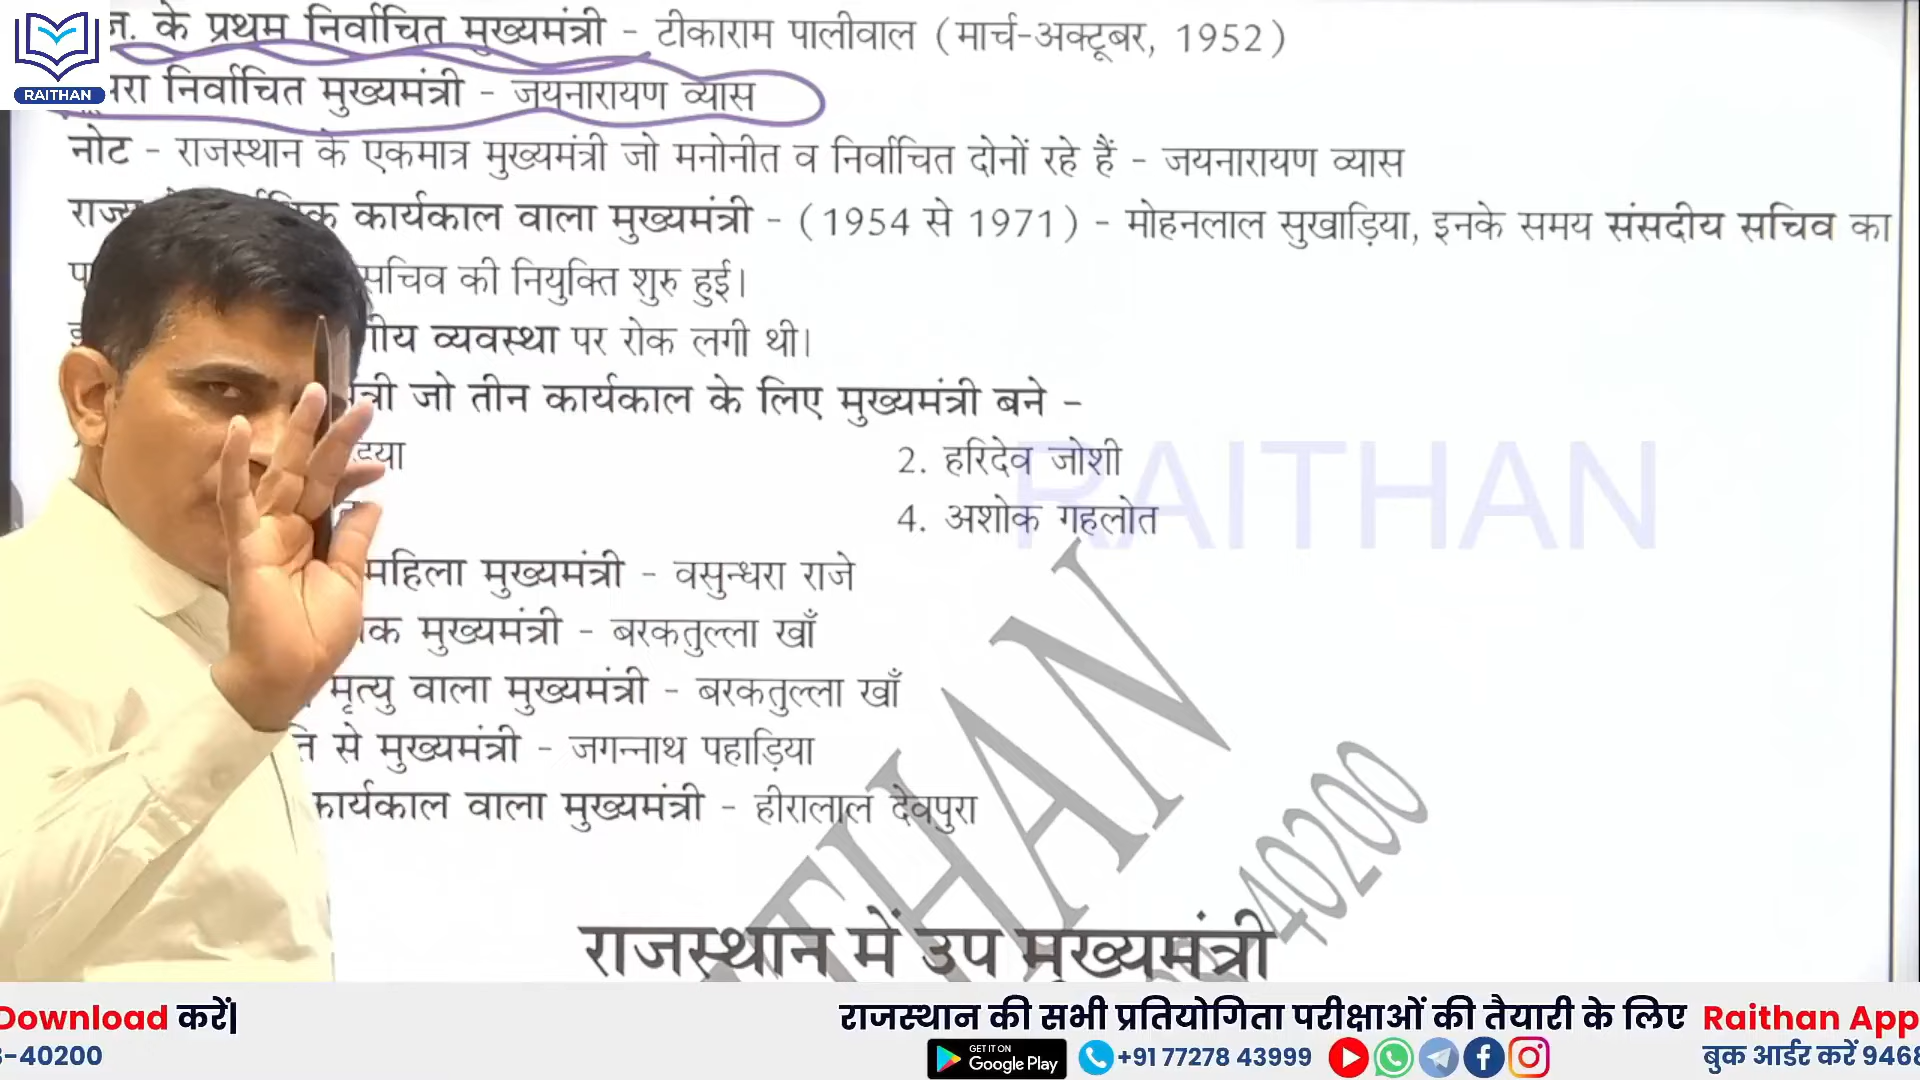 RAITHAN
के प्रथम निर्वाचित मुख्यमंत्री - टीकाराम पालीवाल (मार्च-अक्टूबर, 1952)
निर्वाचित मुख्यमंत्री - जयनारायण व्यास
नोट - राजस्थान के एकमात्र मुख्यमंत्री जो मनोनीत व निर्वाचित दोनों रहे हैं - जयनारायण व्यास
कार्यकाल वाला मुख्यमंत्री - (1954 से 1971) - मोहनलाल सुखाड़िया, इनके समय संसदीय सचिव का
सचिव की नियुक्ति शुरु हुई।
व्यवस्था पर रोक लगी थी।
जो तीन कार्यकाल के लिए मुख्यमंत्री बने -
2. हरिदेव जोशी
4. अशोक गहलोत
RAITHAN
महिला मुख्यमंत्री - वसुन्धरा राजे
मुख्यमंत्री - बरकतुल्ला खाँ
मृत्यु वाला मुख्यमंत्री - बरकतुल्ला खाँ
से मुख्यमंत्री - जगन्नाथ पहाड़िया
कार्यकाल वाला मुख्यमंत्री - हीरालाल देवपुरा
40200
राजस्थान में उप मुख्यमंत्री
Download करें|
राजस्थान की सभी प्रतियोगिता परीक्षाओं की तैयारी के लिए Raithan App
-40200
GET IT ON
Google Play
+91 77278 43999
बुक आर्डर करें 9468